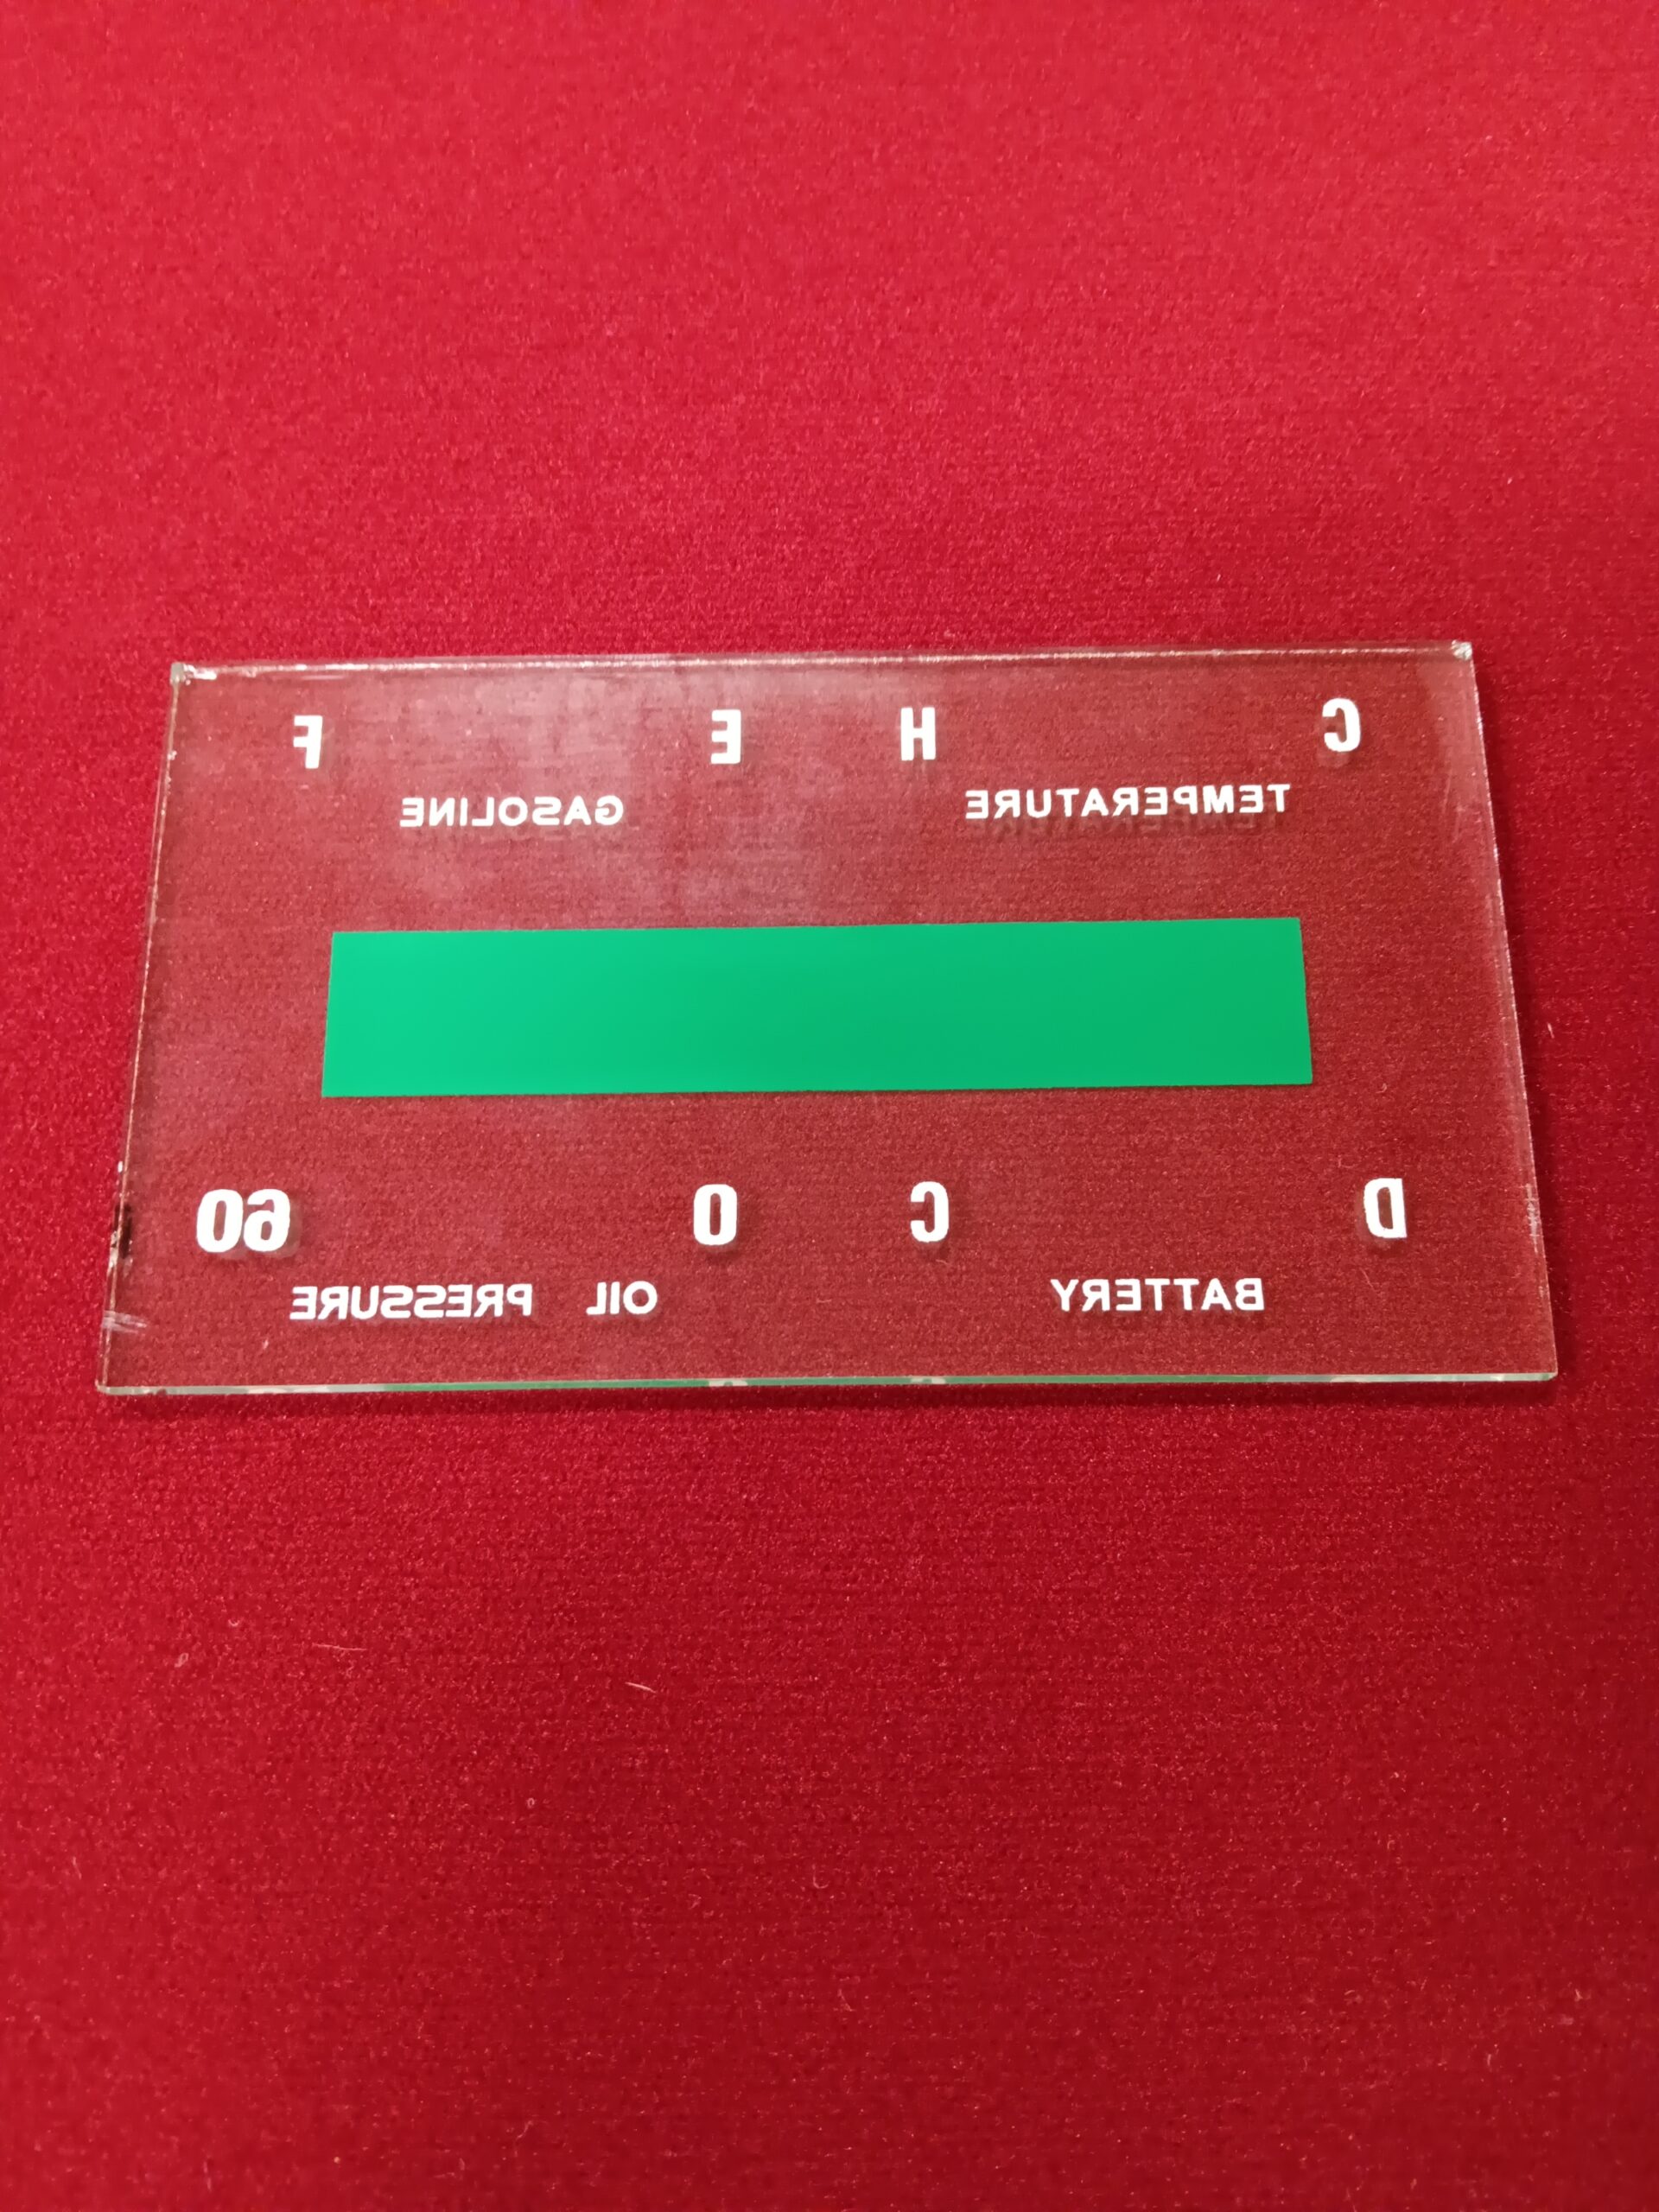 C H E F
TEMPERATURE GASOLINE
D C 0 60
BATTERY OIL PRESSURE